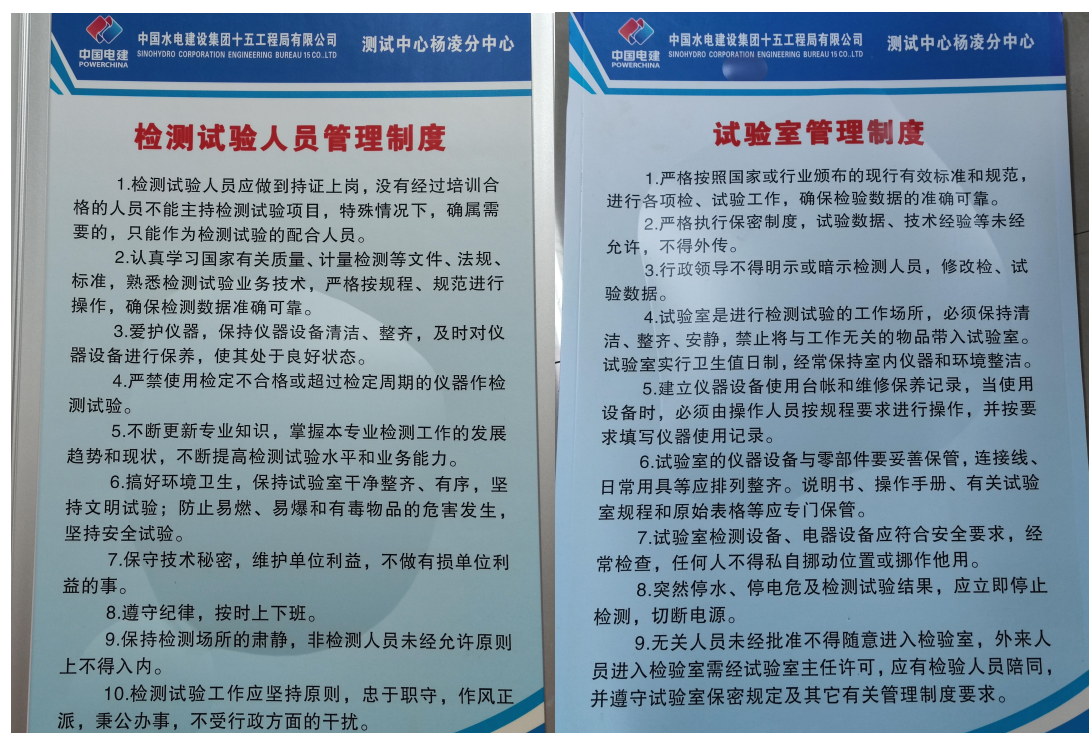 中国电建
POWERCHINA
中国水电建设集团十五工程局有限公司
SINOHYDRO CORPORATION ENGINEERING BUREAU 15 CO.,LTD
测试中心杨凌分中心
检测试验人员管理制度
1.检测试验人员应做到持证上岗，没有经过培训合
格的人员不能主持检测试验项目，特殊情况下，确属需
要的，只能作为检测试验的配合人员。
2.认真学习国家有关质量、计量检测等文件、法规、
标准，熟悉检测试验业务技术，严格按规程、规范进行
操作，确保检测数据准确可靠。
3.爱护仪器，保持仪器设备清洁、整齐，及时对仪
器设备进行保养，使其处于良好状态。
4.严禁使用检定不合格或超过检定周期的仪器作检
测试验。
5.不断更新专业知识，掌握本专业检测工作的发展
趋势和现状，不断提高检测试验水平和业务能力。
6.搞好环境卫生，保持试验室干净整齐、有序，坚
持文明试验；防止易燃、易爆和有毒物品的危害发生，
坚持安全试验。
7.保守技术秘密，维护单位利益，不做有损单位利
益的事。
8.遵守纪律，按时上下班。
9.保持检测场所的肃静，非检测人员未经允许原则
上不得入内。
10.检测试验工作应坚持原则，忠于职守，作风正
派，秉公办事，不受行政方面的干扰。
中国电建
POWERCHINA
中国水电建设集团十五工程局有限公司
SINOHYDRO CORPORATION ENGINEERING BUREAU 15 CO.,LTD
测试中心杨凌分中心
试验室管理制度
1.严格按照国家或行业颁布的现行有效标准和规范，
进行各项检、试验工作，确保检验数据的准确可靠。
2.严格执行保密制度，试验数据、技术经验等未经
允许，不得外传。
3.行政领导不得明示或暗示检测人员，修改检、试
验数据。
4.试验室是进行检测试验的工作场所，必须保持清
洁、整齐、安静，禁止将与工作无关的物品带入试验室。
试验室实行卫生值日制，经常保持室内仪器和环境整洁。
5.建立仪器设备使用台帐和维修保养记录，当使用
设备时，必须由操作人员按规程要求进行操作，并按要
求填写仪器使用记录。
6.试验室的仪器设备与零部件要妥善保管，连接线、
日常用具等应排列整齐。说明书、操作手册、有关试验
室规程和原始表格等应专门保管。
7.试验室检测设备、电器设备应符合安全要求，经
常检查，任何人不得私自挪动位置或挪作他用。
8.突然停水、停电危及检测试验结果，应立即停止
检测，切断电源。
9.无关人员未经批准不得随意进入检验室，外来人
员进入检验室需经试验室主任许可，应有检验人员陪同，
并遵守试验室保密规定及其它有关管理制度要求。